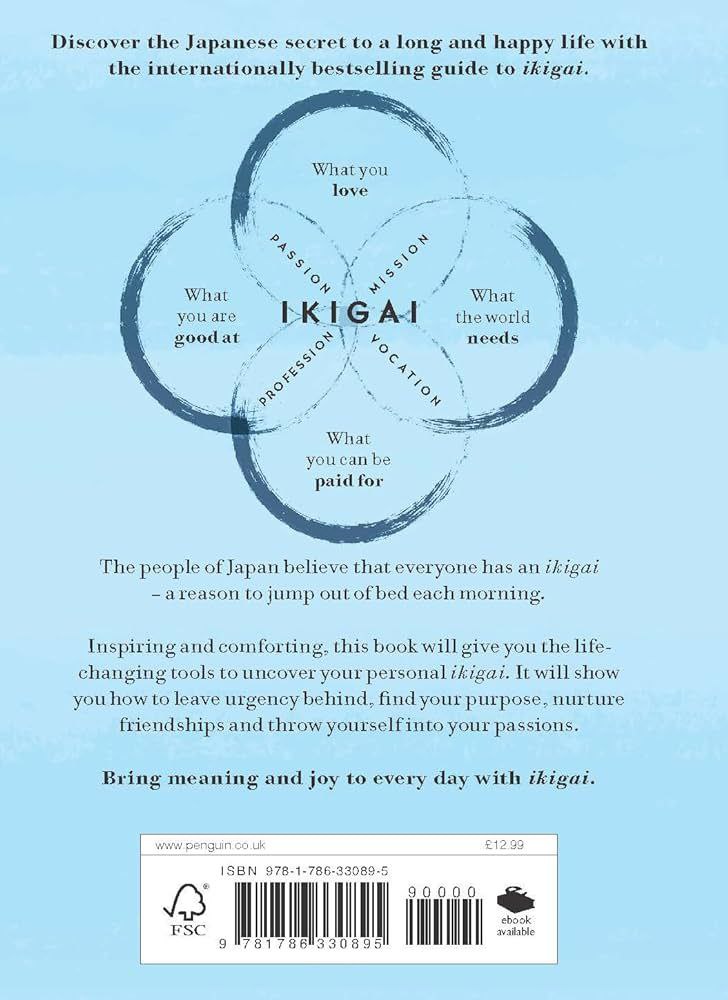 Discover the Japanese secret to a long and happy life with
the internationally bestselling guide to ikigai.
What you
love
PASSION
MISSION
What
you are
good at
IKIGAI
What
the world
needs
PROFESSION
VOCATION
What
you can be
paid for
The people of Japan believe that everyone has an ikigai
– a reason to jump out of bed each morning.
Inspiring and comforting, this book will give you the life-
changing tools to uncover your personal ikigai. It will show
you how to leave urgency behind, find your purpose, nurture
friendships and throw yourself into your passions.
Bring meaning and joy to every day with ikigai.
www.penguin.co.uk
£12.99
ISBN 978-1-786-33089-5
90000
FSC
®
9 781786 330895
ebook
available